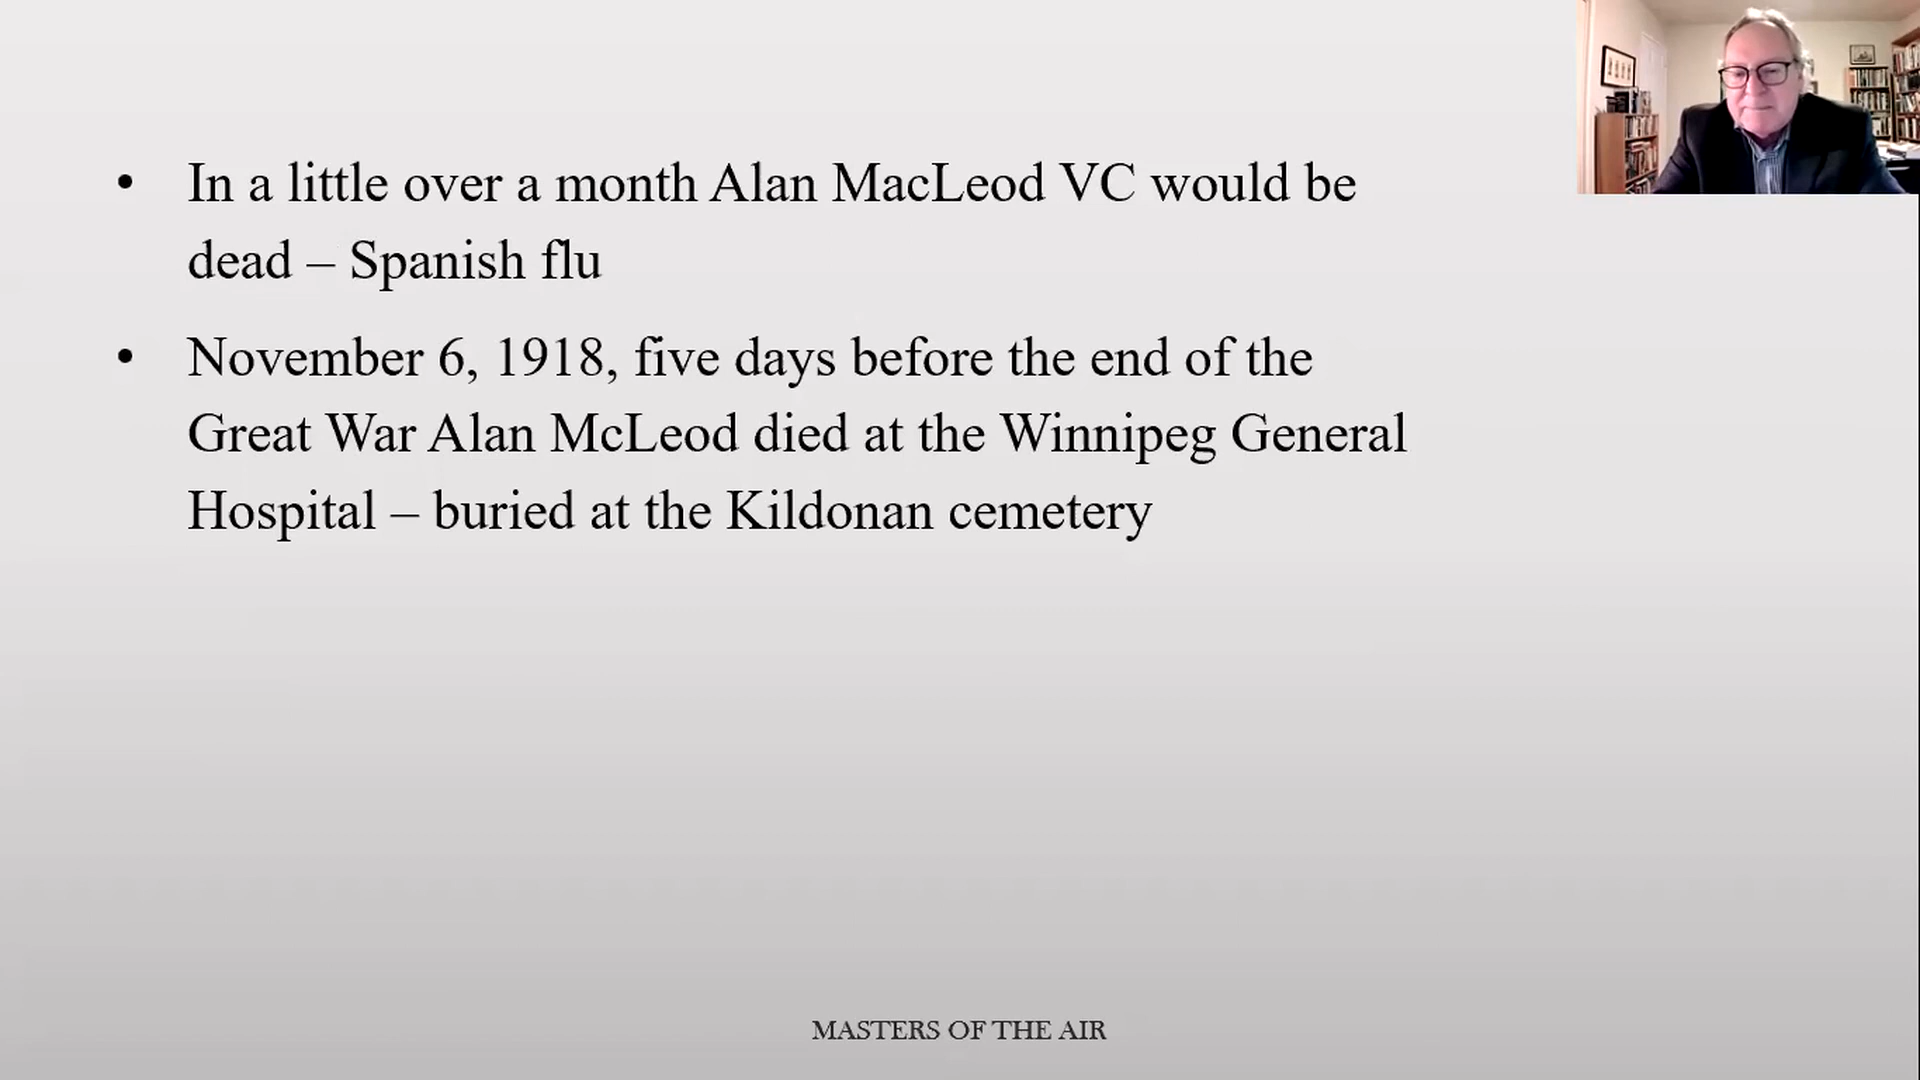 • In a little over a month Alan MacLeod VC would be
dead – Spanish flu
• November 6, 1918, five days before the end of the
Great War Alan McLeod died at the Winnipeg General
Hospital – buried at the Kildonan cemetery
MASTERS OF THE AIR